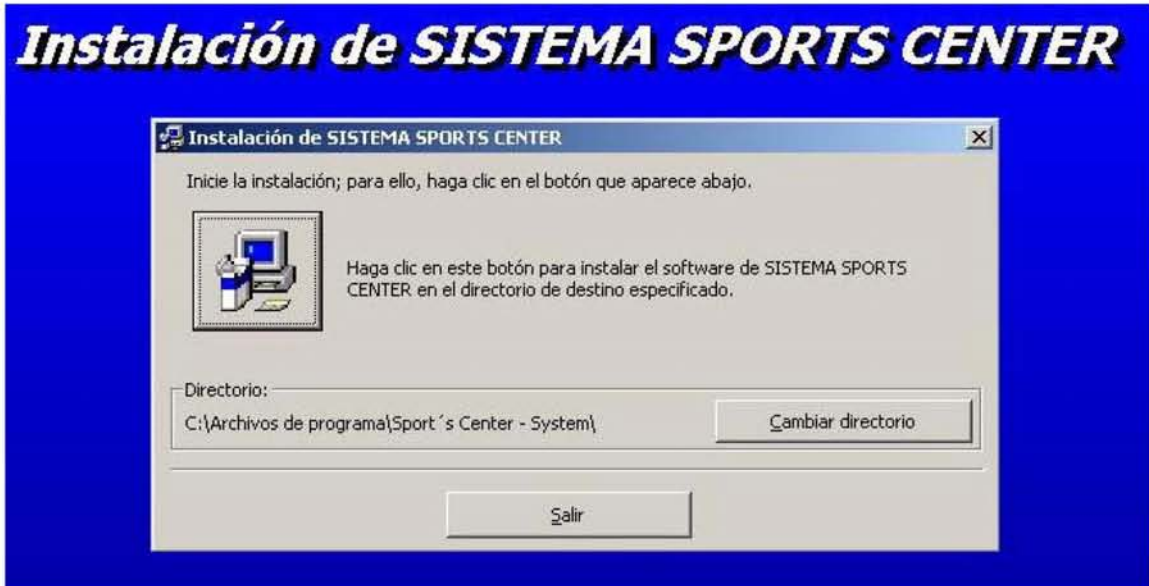 Instalación de SISTEMA SPORTS CENTER
Instalación de SISTEMA SPORTS CENTER
Inicie la instalación; para ello, haga clic en el botón que aparece abajo.
Haga clic en este botón para instalar el software de SISTEMA SPORTS
CENTER en el directorio de destino especificado.
Directorio:
C:\Archivos de programa\Sport´s Center - System\
Cambiar directorio
Salir